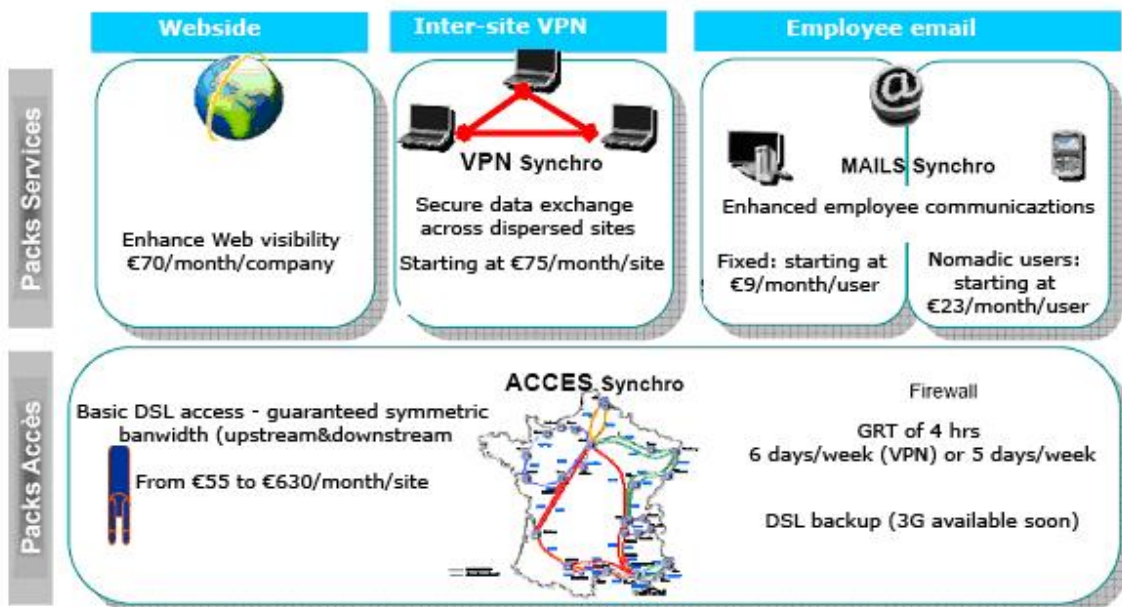 Webside
Inter-site VPN
Employee email
Packs Services
Enhance Web visibility
€70/month/company
VPN Synchro
Secure data exchange
across dispersed sites
Starting at €75/month/site
@
MAILS Synchro
Enhanced employee communicaztions
Fixed: starting at
€9/month/user
Nomadic users:
starting at
€23/month/user
Packs Accès
ACCES Synchro
Basic DSL access - guaranteed symmetric
banwidth (upstream&downstream
From €55 to €630/month/site
Firewall
GRT of 4 hrs
6 days/week (VPN) or 5 days/week
DSL backup (3G available soon)